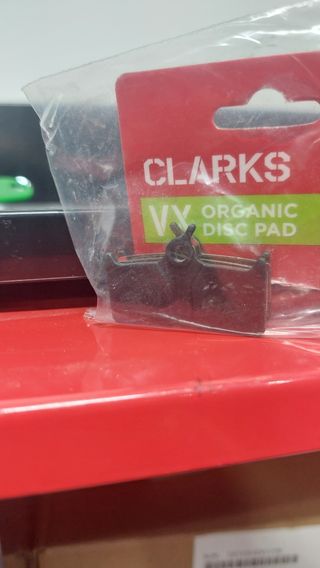 CLARKS
VX ORGANIC
DISC PAD